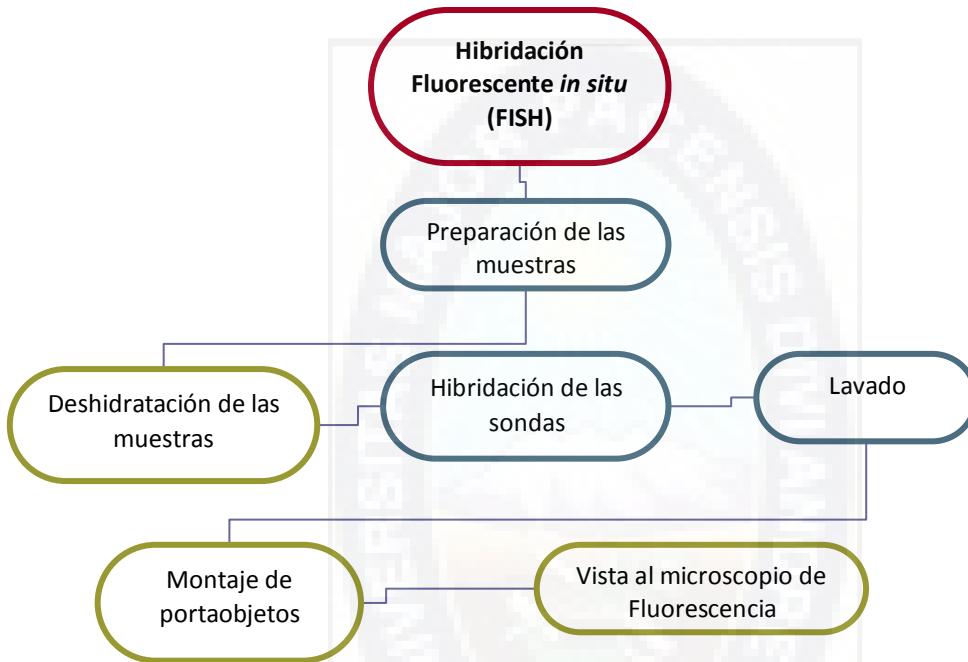 Hibridación
Fluorescente in situ
(FISH)
Preparación de las
muestras
Deshidratación de las
muestras
Hibridación de las
sondas
Lavado
Montaje de
portaobjetos
Vista al microscopio de
Fluorescencia